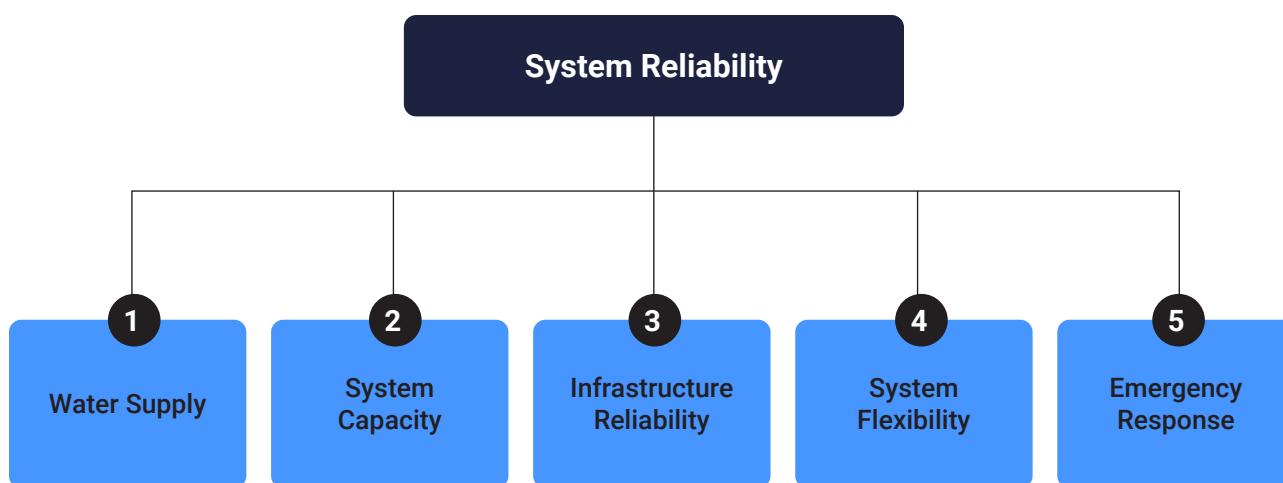 System Reliability
1
Water Supply
2
System
Capacity
3
Infrastructure
Reliability
4
System
Flexibility
5
Emergency
Response